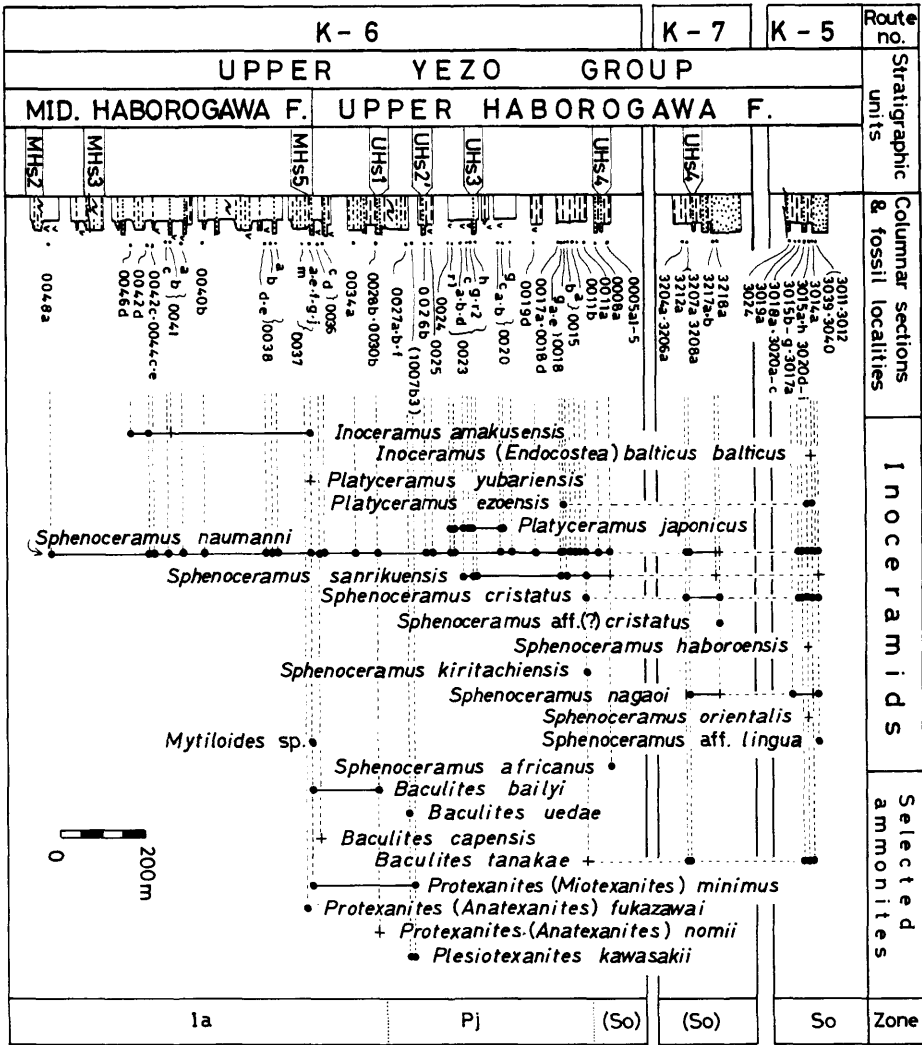 K-6 K-7 K-5 Route no.
UPPER YEZO GROUP
MID. HABOROGAWA F. UPPER HABOROGAWA F.
Stratigraphic units
MHs2 MHs3 MHs5 UHs1 UHs2' UHs3 UHs4 UHs4
Columnar sections & fossil localities
0048a
0046d
0042d
0042c·0044c·e
c
b } 0041
a
0040b
d-e
b } 0038
a
m
a-e-f-g-j } 0037
d
c } 0036
0034a
0028b·0030b
0027a·b·f
(1007b3)
0026b
0025
0024
r)
a·b·d
c } 0023
g·r2
h
c
a·b } 0020
g
0019d
0017a·0018d
a-e } 0018
g
b
a } 0015
0011b
0011a
0008a
0005a1-5
3204a·3206a
3212a
3207a 3208a
3217a-b
3218a
3024
3019a
3018a·3020a-c
3015b-g·3017a
3015a·h 3020d-i
3014a
3039·3040
3011·3012
Inoceramids
Inoceramus amakusensis
Inoceramus (Endocostea) balticus balticus
Platyceramus yubariensis
Platyceramus ezoensis
Platyceramus japonicus
Sphenoceramus naumanni
Sphenoceramus sanrikuensis
Sphenoceramus cristatus
Sphenoceramus aff.(?) cristatus
Sphenoceramus haboroensis
Sphenoceramus kiritachiensis
Sphenoceramus nagaoi
Sphenoceramus orientalis
Mytiloides sp.
Sphenoceramus aff. lingua
Sphenoceramus africanus
Selected ammonites
Baculites bailyi
Baculites uedae
Baculites capensis
Baculites tanakae
Protexanites (Miotexanites) minimus
Protexanites (Anatexanites) fukazawai
Protexanites (Anatexanites) nomii
Plesiotexanites kawasakii
0 200m
Ia Pj (So) (So) So Zone